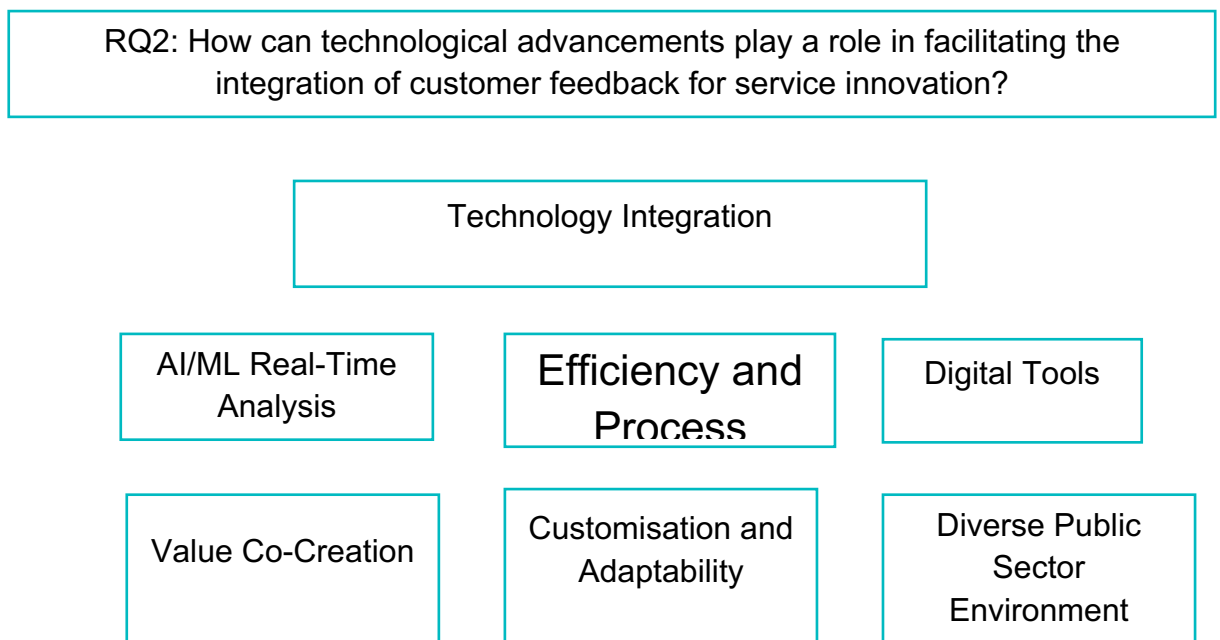 RQ2: How can technological advancements play a role in facilitating the
integration of customer feedback for service innovation?
Technology Integration
AI/ML Real-Time
Analysis
Efficiency and
Process
Digital Tools
Value Co-Creation
Customisation and
Adaptability
Diverse Public
Sector
Environment